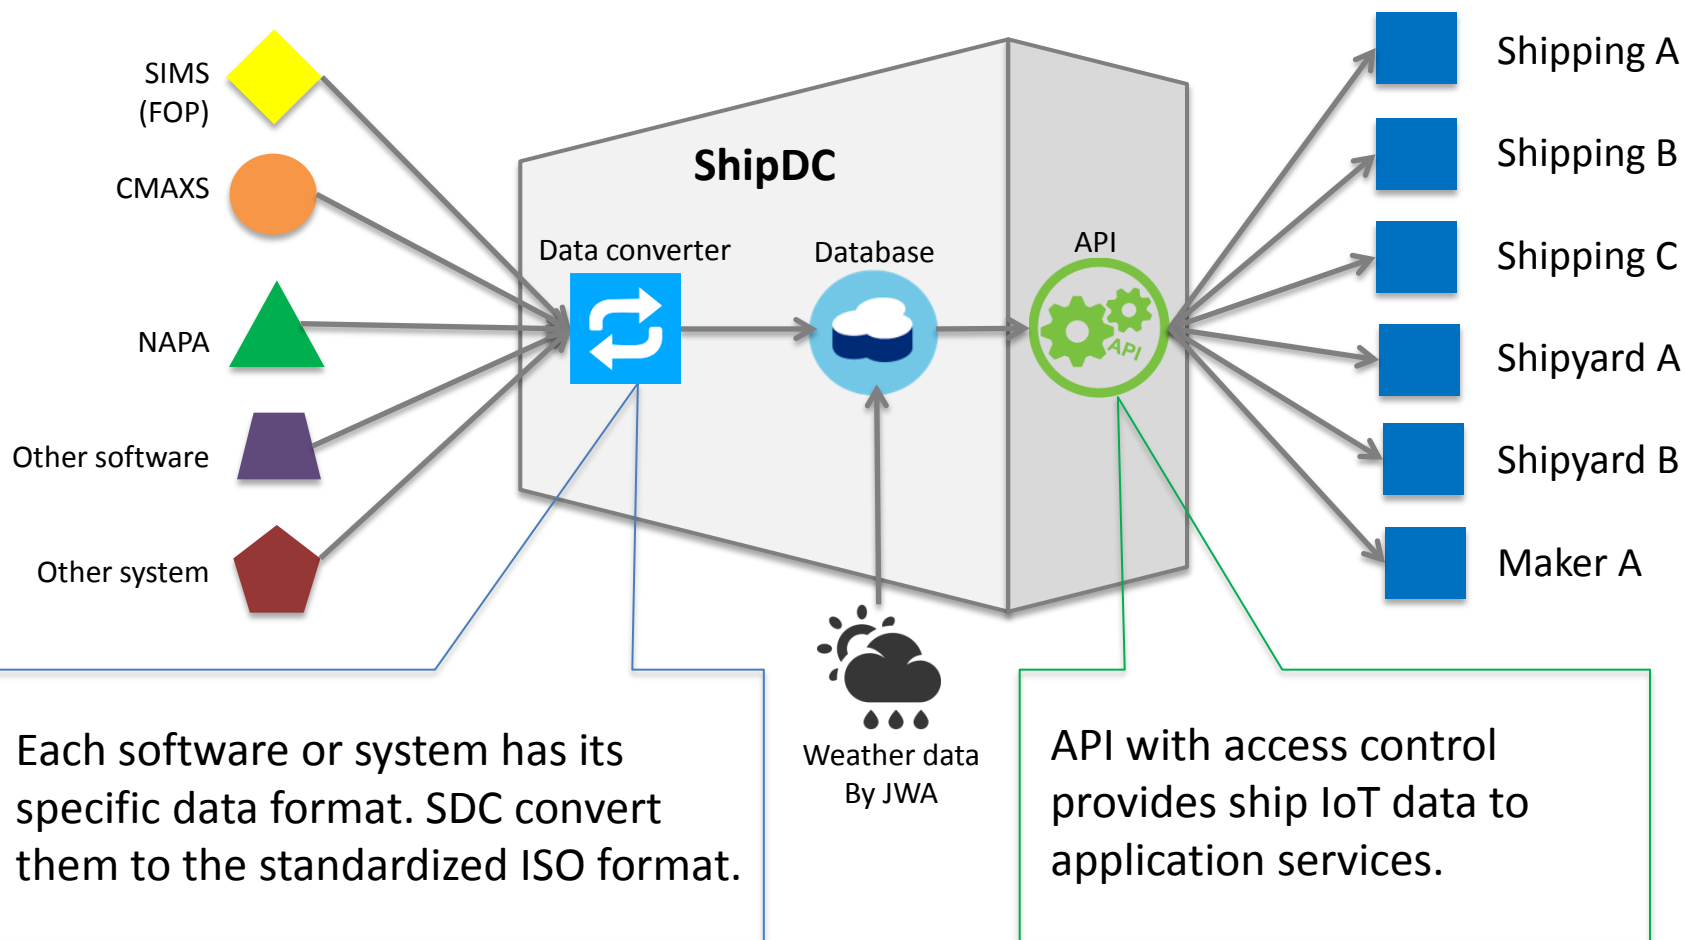 SIMS
(FOP)
CMAXS
NAPA
Other software
Other system
ShipDC
Data converter
Database
API
API
Weather data
By JWA
Shipping A
Shipping B
Shipping C
Shipyard A
Shipyard B
Maker A
Each software or system has its
specific data format. SDC convert
them to the standardized ISO format.
API with access control
provides ship IoT data to
application services.